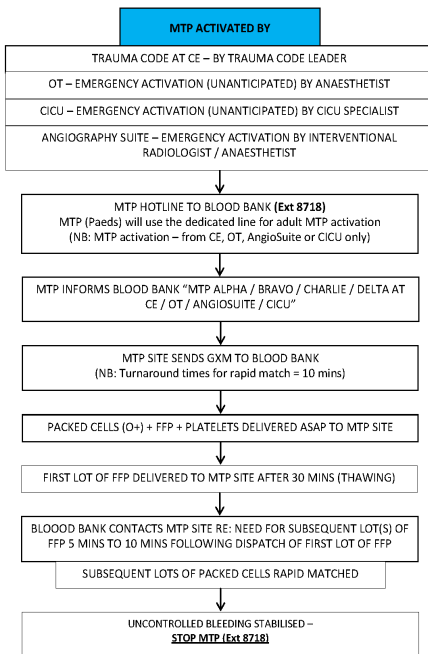 MTP ACTIVATED BY
TRAUMA CODE AT CE – BY TRAUMA CODE LEADER
OT – EMERGENCY ACTIVATION (UNANTICIPATED) BY ANAESTHETIST
CICU – EMERGENCY ACTIVATION (UNANTICIPATED) BY CICU SPECIALIST
ANGIOGRAPHY SUITE – EMERGENCY ACTIVATION BY INTERVENTIONAL
RADIOLOGIST / ANAESTHETIST
MTP HOTLINE TO BLOOD BANK (Ext 8718)
MTP (Paeds) will use the dedicated line for adult MTP activation
(NB: MTP activation – from CE, OT, AngioSuite or CICU only)
MTP INFORMS BLOOD BANK “MTP ALPHA / BRAVO / CHARLIE / DELTA AT
CE / OT / ANGIOSUITE / CICU”
MTP SITE SENDS GXM TO BLOOD BANK
(NB: Turnaround times for rapid match = 10 mins)
PACKED CELLS (O+) + FFP + PLATELETS DELIVERED ASAP TO MTP SITE
FIRST LOT OF FFP DELIVERED TO MTP SITE AFTER 30 MINS (THAWING)
BLOOOD BANK CONTACTS MTP SITE RE: NEED FOR SUBSEQUENT LOT(S) OF
FFP 5 MINS TO 10 MINS FOLLOWING DISPATCH OF FIRST LOT OF FFP
SUBSEQUENT LOTS OF PACKED CELLS RAPID MATCHED
UNCONTROLLED BLEEDING STABILISED –
STOP MTP (Ext 8718)